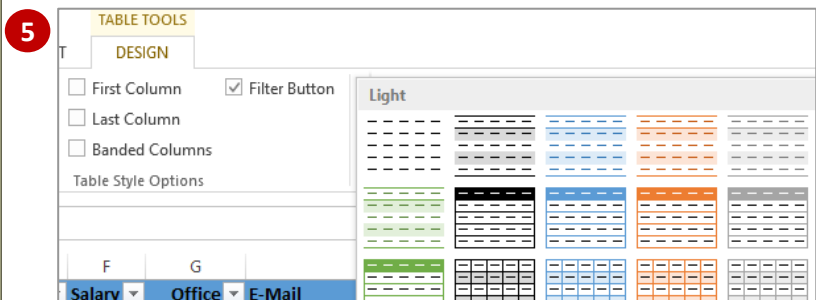 5
TABLE TOOLS
DESIGN
First Column
Filter Button
Last Column
Banded Columns
Table Style Options
Light
F
G
Salary
Office
E-Mail